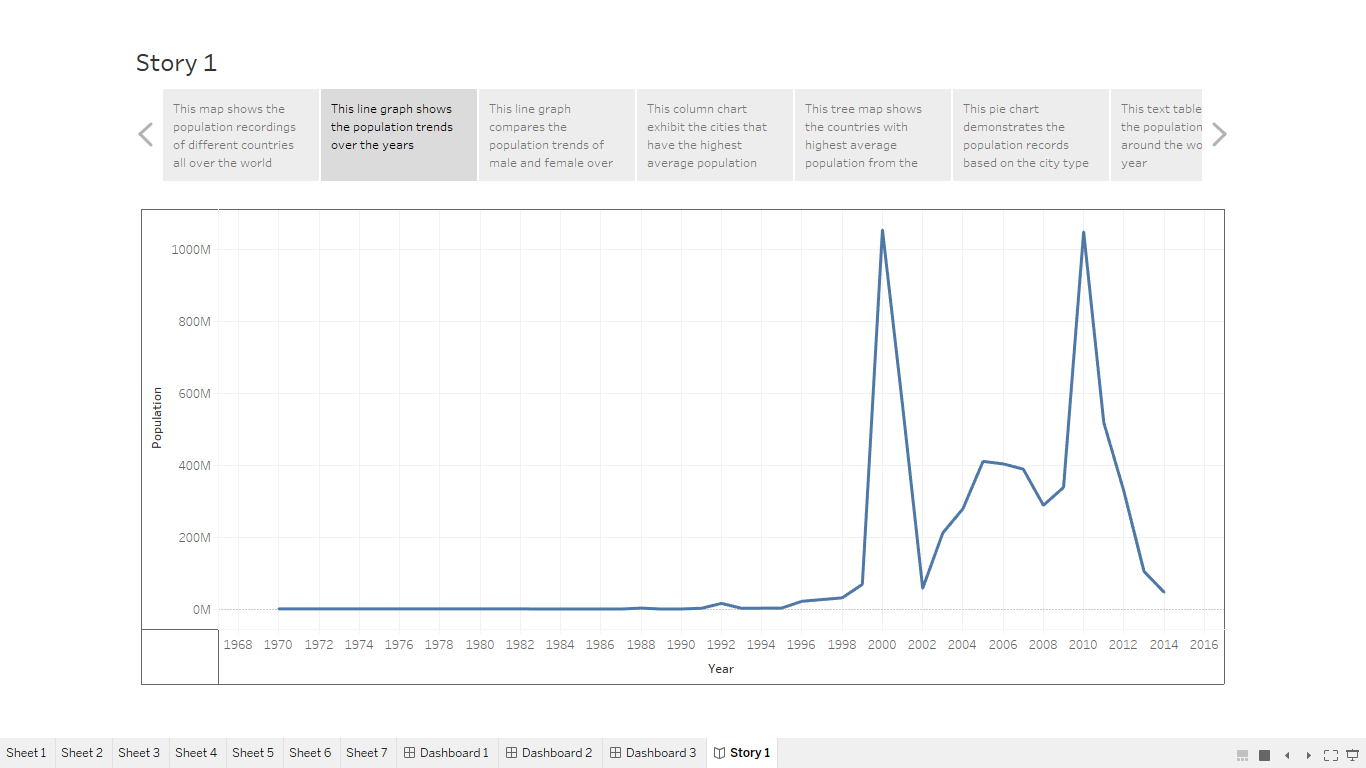 Story 1
This map shows the
population recordings
of different countries
all over the world
This line graph shows
the population trends
over the years
This line graph
compares the
population trends of
male and female over
This column chart
exhibit the cities that
have the highest
average population
This tree map shows
the countries with
highest average
population from the
This pie chart
demonstrates the
population records
based on the city type
This text table
the population
around the wo
year
1000M
800M
600M
400M
200M
0M
Population
1968 1970 1972 1974 1976 1978 1980 1982 1984 1986 1988 1990 1992 1994 1996 1998 2000 2002 2004 2006 2008 2010 2012 2014 2016
Year
Sheet 1 Sheet 2 Sheet 3 Sheet 4 Sheet 5 Sheet 6 Sheet 7 Dashboard 1 Dashboard 2 Dashboard 3 Story 1